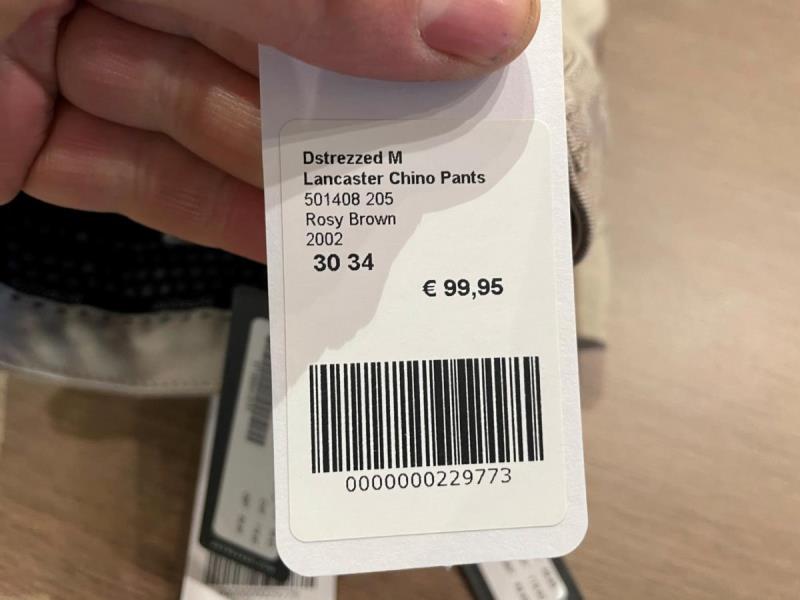 Dstrezzed M
Lancaster Chino Pants
501408 205
Rosy Brown
2002
30 34
€ 99,95
0000000229773